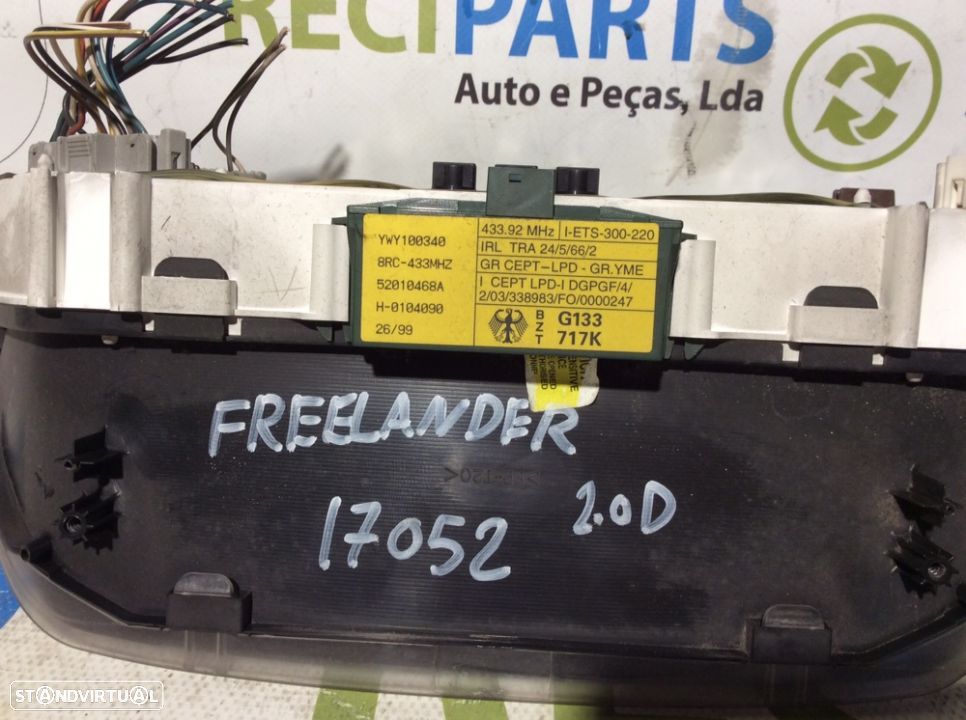 RECIPARTS
Auto e Peças, Lda
YWY100340
8RC-433MHZ
52010468A
H-0104090
26/99
433.92 MHz I-ETS-300-220
IRL TRA 24/5/66/2
GR CEPT-LPD - GR.YME
I CEPT LPD-I DGPGF/4/
2/03/338983/FO/0000247
BZT G133
717K
FREELANDER
2.0D
17052
STANDVIRTUAL